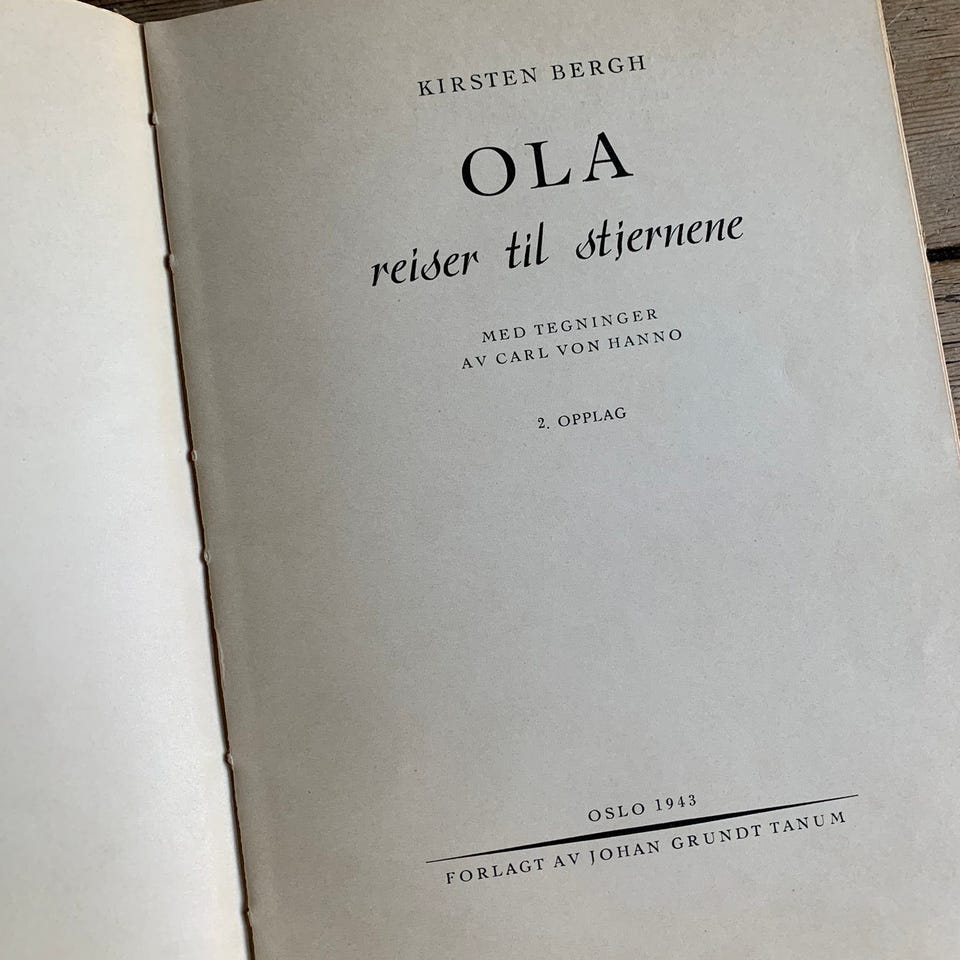 KIRSTEN BERGH
OLA
reiser til stjernene
MED TEGNINGER
AV CARL VON HANNO
2. OPPLAG
OSLO 1943
FORLAGT AV JOHAN GRUNDT TANUM